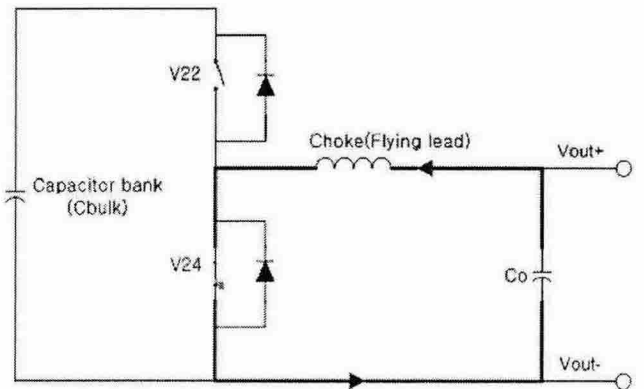 V22
Choke(Flying lead)
Vout+
Capacitor bank
(Cbulk)
V24
Co
Vout-